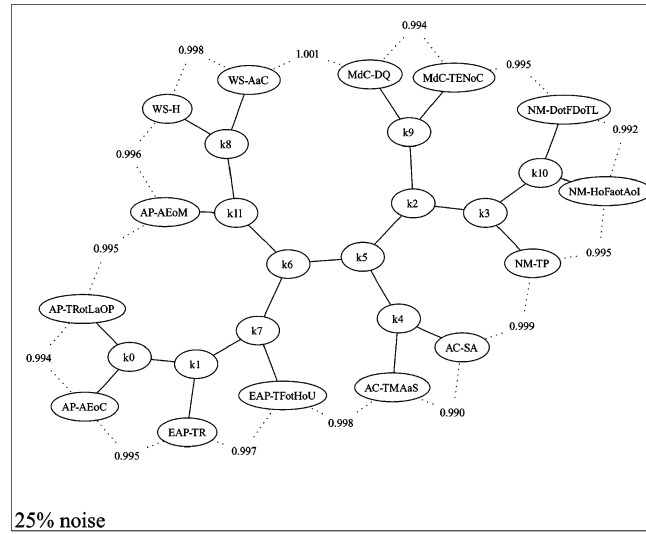 0.994
0.998
1.001
WS-AaC
MdC-DQ
MdC-TENoC
0.995
WS-H
NM-DotFDoTL
k9
0.992
k8
0.996
k10
NM-HoFaotAoI
AP-AEoM
k11
k2
k3
0.995
k6
k5
NM-TP
0.995
AP-TRotLaOP
k7
k4
0.999
0.994
k0
k1
AC-SA
AC-TMAaS
EAP-TFotHoU
AP-AEoC
0.990
0.998
EAP-TR
0.995
0.997
25% noise